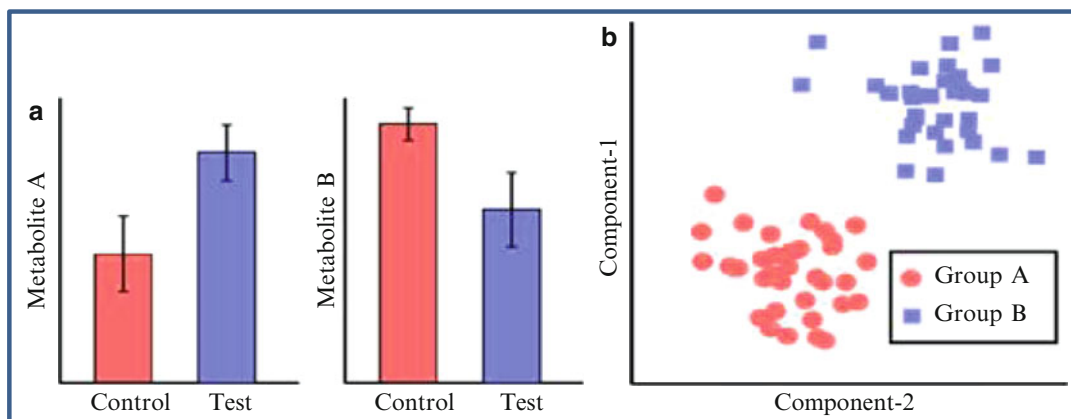 a
Metabolite A
Control Test
Metabolite B
Control Test
b
Component-1
Group A
Group B
Component-2